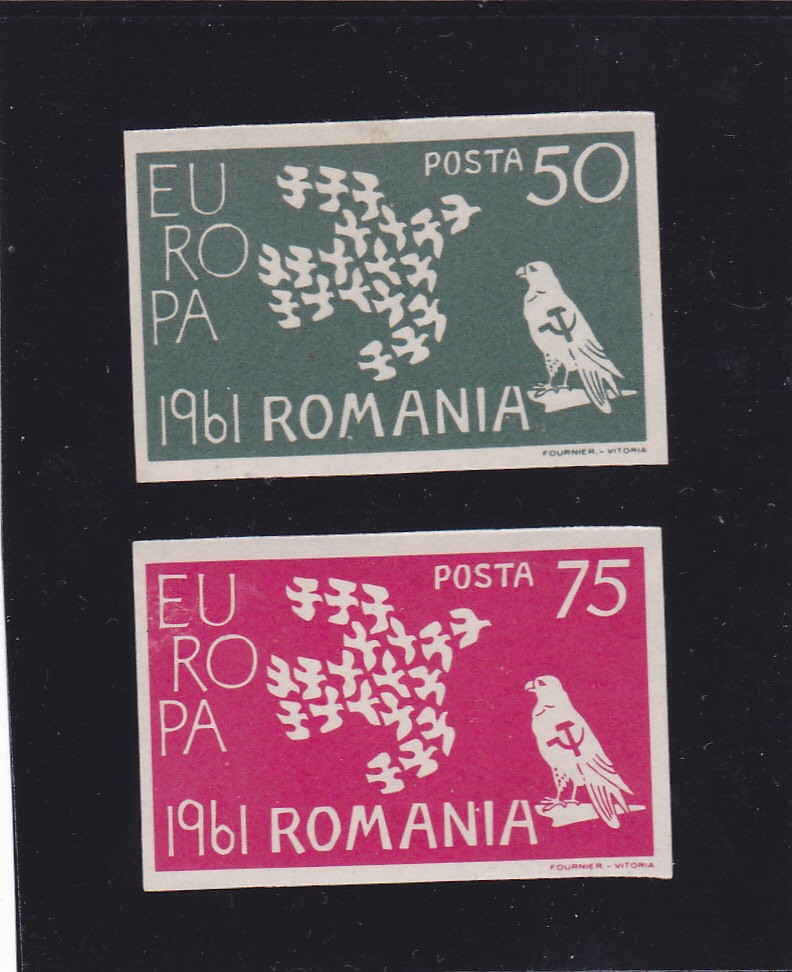 POSTA 50
EU
RO
PA
1961 ROMANIA
FOURNIER. - VITORIA
POSTA 75
EU
RO
PA
1961 ROMANIA
FOURNIER. - VITORIA